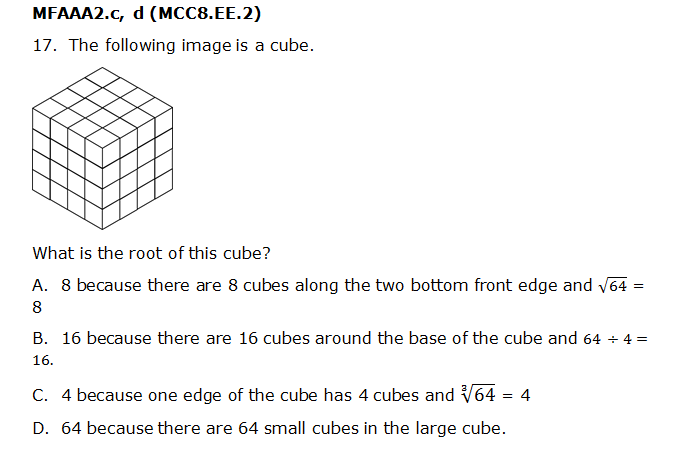 MFAAA2.c, d (MCC8.EE.2)
17. The following image is a cube.
What is the root of this cube?
A. 8 because there are 8 cubes along the two bottom front edge and √64 =
8
B. 16 because there are 16 cubes around the base of the cube and 64 ÷ 4 =
16.
C. 4 because one edge of the cube has 4 cubes and ∛64 = 4
D. 64 because there are 64 small cubes in the large cube.